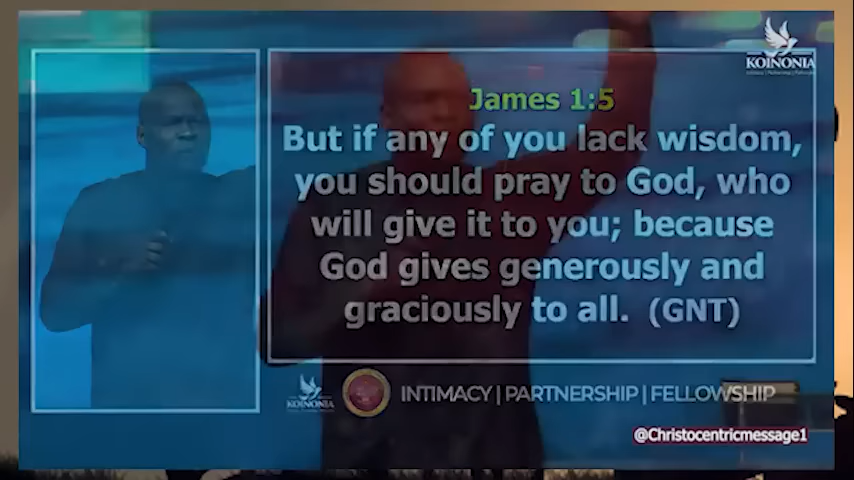 KOINONIA
James 1:5
But if any of you lack wisdom,
you should pray to God, who
will give it to you; because
God gives generously and
graciously to all. (GNT)
KOINONIA
INTIMACY | PARTNERSHIP | FELLOWSHIP
@Christocentricmessage1